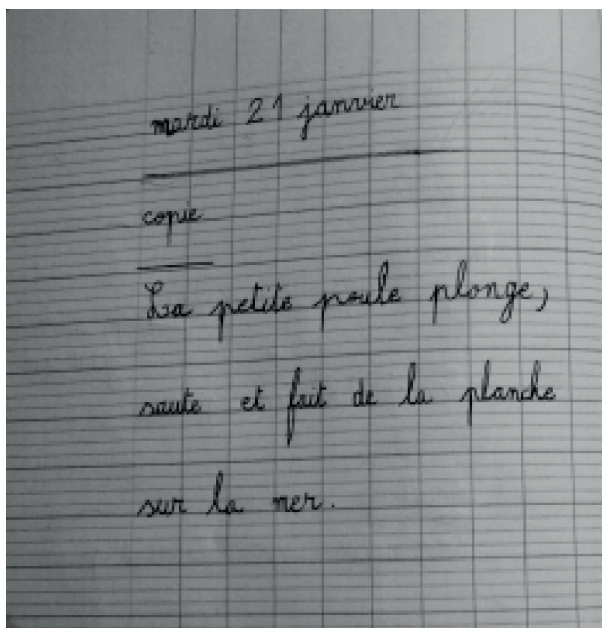 mardi 21 janvier
copie
La petite poule plonge,
saute et fait de la planche
sur la mer.